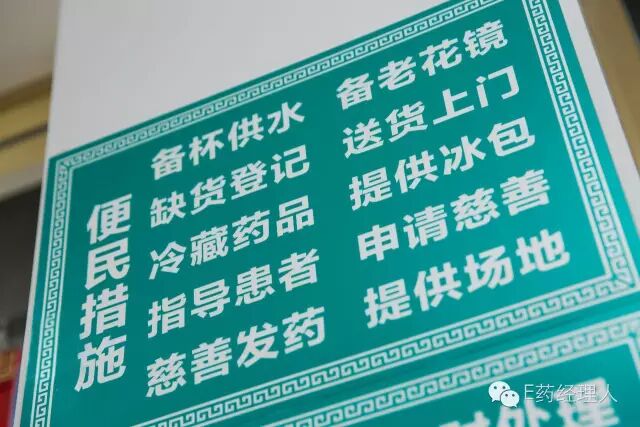 便民措施
备杯供水 备老花镜
缺货登记 送货上门
冷藏药品 提供冰包
指导患者 申请慈善
慈善发药 提供场地
处理
E药经理人